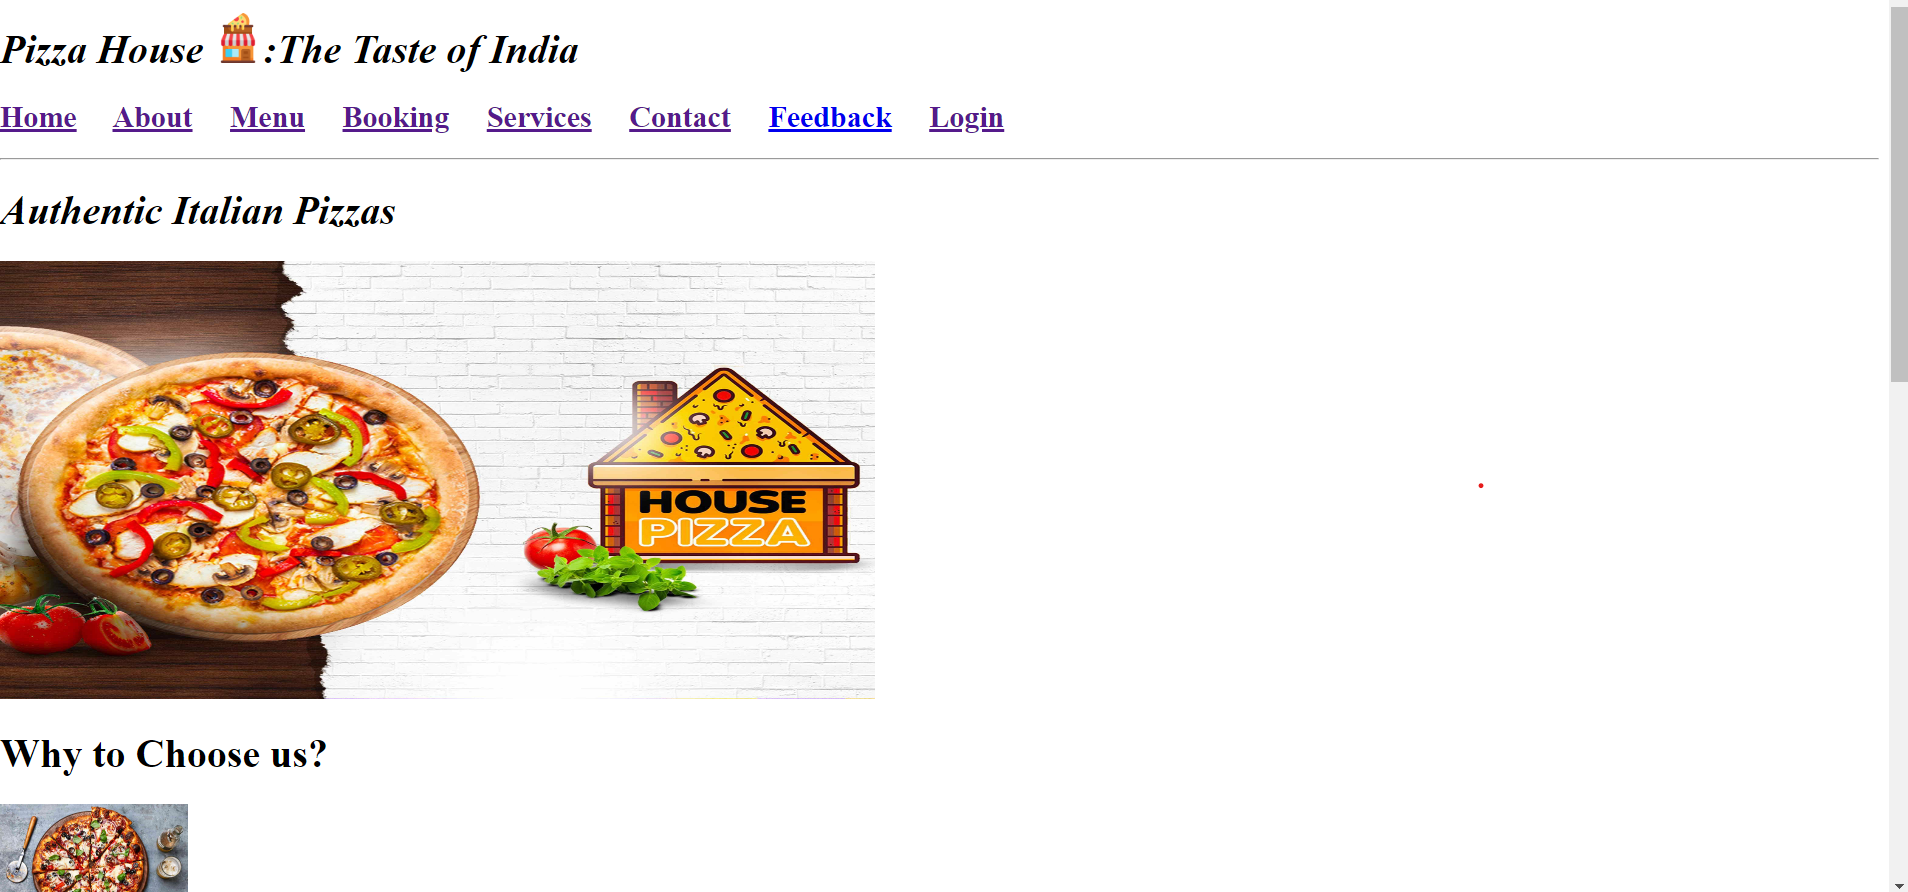 Pizza House :The Taste of India
Home About Menu Booking Services Contact Feedback Login
Authentic Italian Pizzas
HOUSE
PIZZA
Why to Choose us?